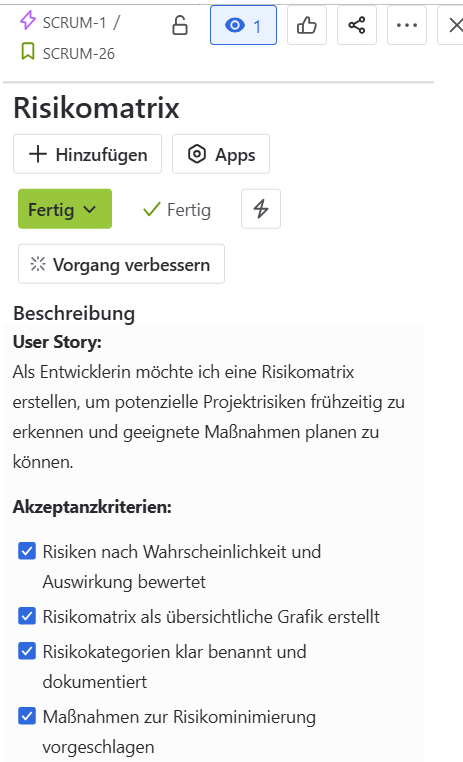 SCRUM-1 /
1
SCRUM-26
Risikomatrix
Hinzufügen
Apps
Fertig
Fertig
Vorgang verbessern
Beschreibung
User Story:
Als Entwicklerin möchte ich eine Risikomatrix
erstellen, um potenzielle Projektrisiken frühzeitig zu
erkennen und geeignete Maßnahmen planen zu
können.
Akzeptanzkriterien:
Risiken nach Wahrscheinlichkeit und
Auswirkung bewertet
Risikomatrix als übersichtliche Grafik erstellt
Risikokategorien klar benannt und
dokumentiert
Maßnahmen zur Risikominimierung
vorgeschlagen